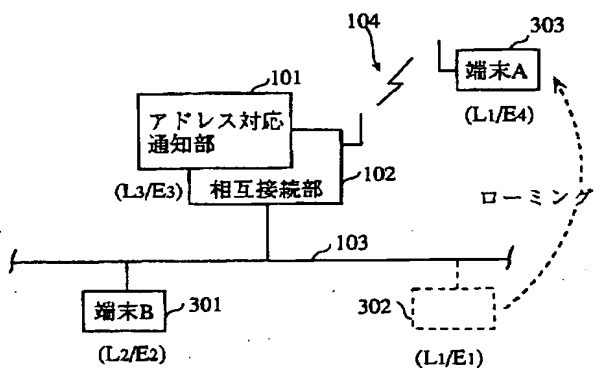 104
303
端末A
(L1/E4)
101
アドレス対応
通知部
102
相互接続部
(L3/E3)
ローミング
103
端末B
301
302
(L2/E2)
(L1/E1)